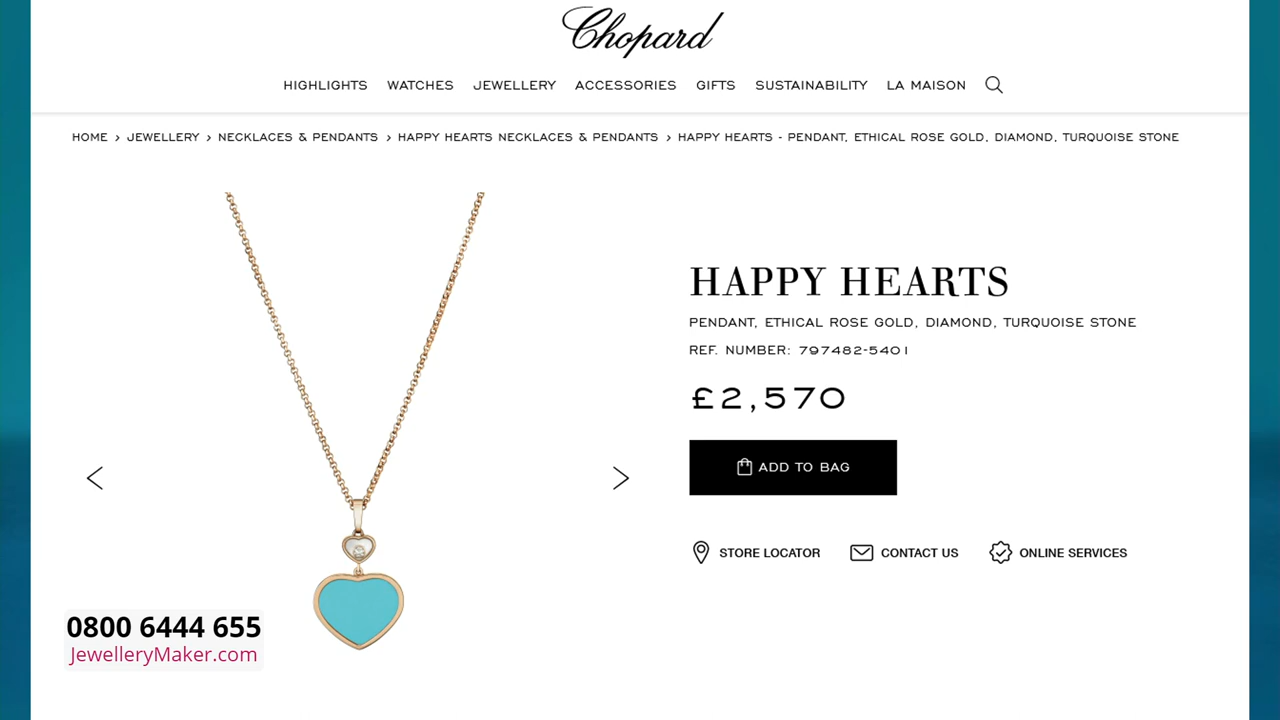 Chopard
HIGHLIGHTS WATCHES JEWELLERY ACCESSORIES GIFTS SUSTAINABILITY LA MAISON
HOME > JEWELLERY > NECKLACES & PENDANTS > HAPPY HEARTS NECKLACES & PENDANTS > HAPPY HEARTS - PENDANT, ETHICAL ROSE GOLD, DIAMOND, TURQUOISE STONE
HAPPY HEARTS
PENDANT, ETHICAL ROSE GOLD, DIAMOND, TURQUOISE STONE
REF. NUMBER: 797482-5401
£2,570
ADD TO BAG
STORE LOCATOR CONTACT US ONLINE SERVICES
0800 6444 655
JewelleryMaker.com